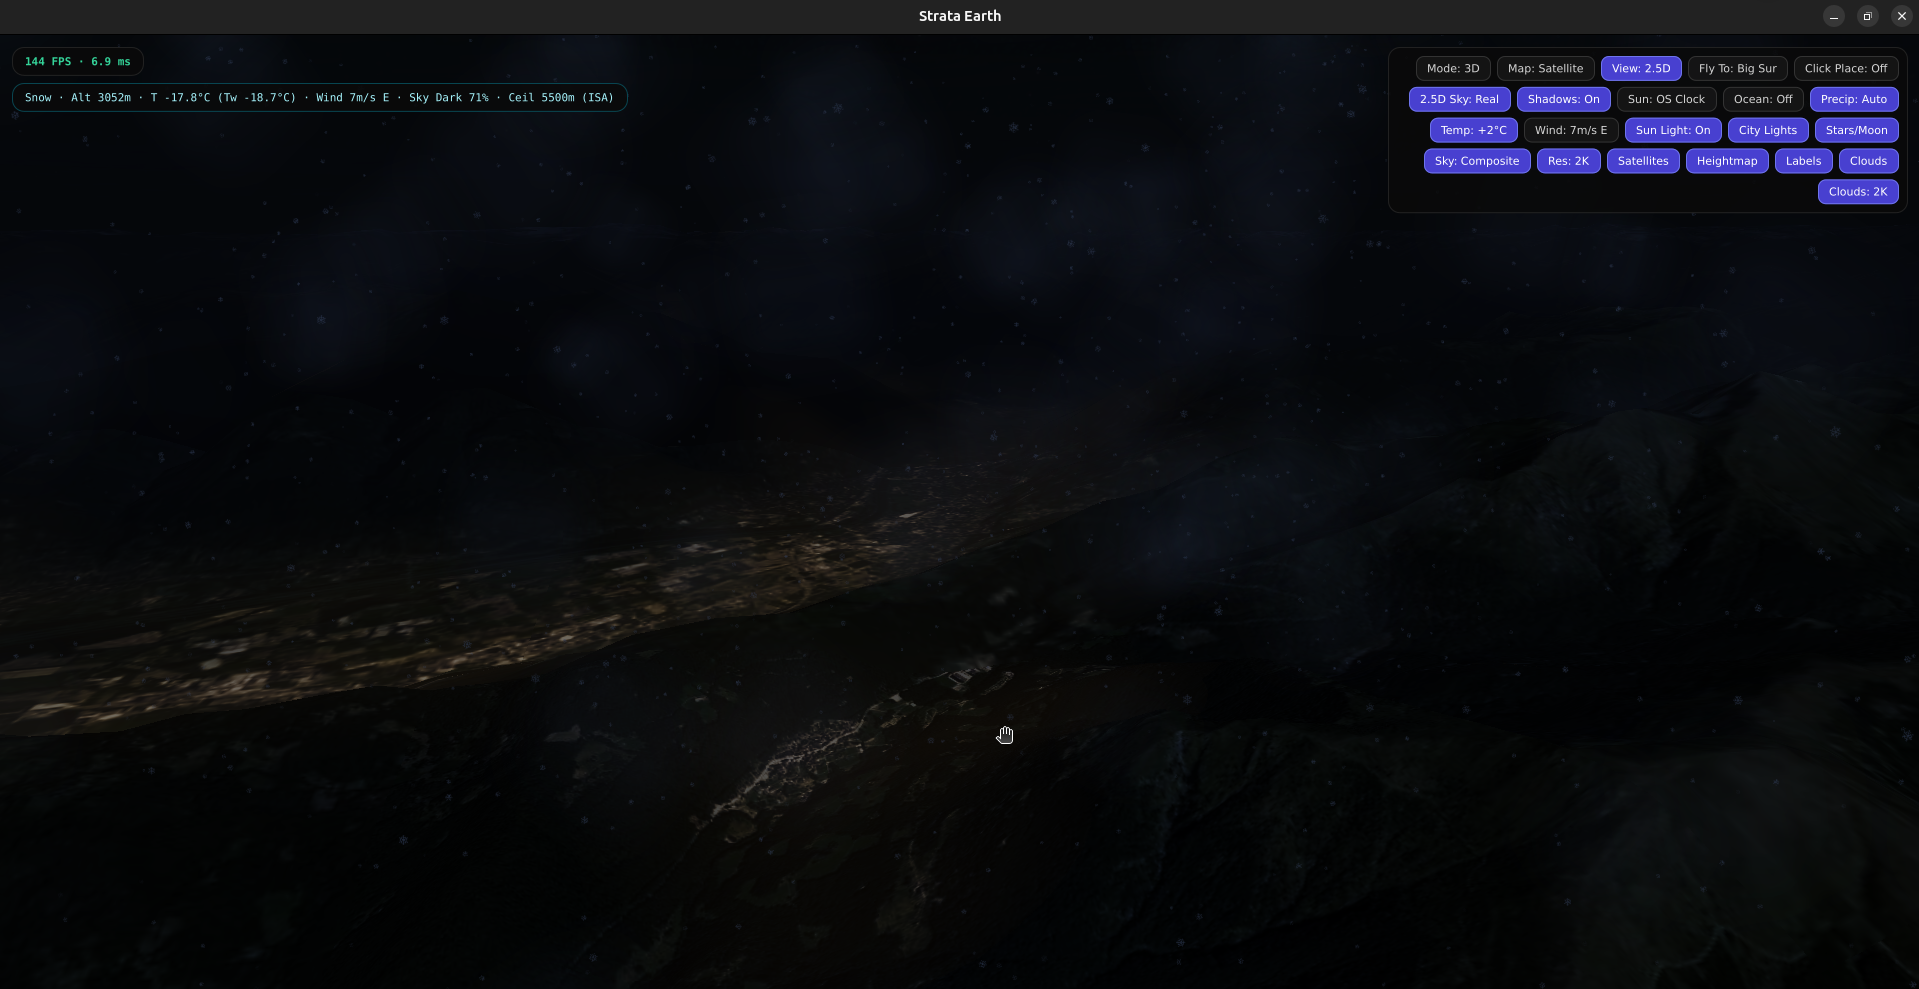 Strata Earth
144 FPS · 6.9 ms
Snow · Alt 3052m · T -17.8°C (Tw -18.7°C) · Wind 7m/s E · Sky Dark 71% · Ceil 5500m (ISA)
Mode: 3D Map: Satellite View: 2.5D Fly To: Big Sur Click Place: Off
2.5D Sky: Real Shadows: On Sun: OS Clock Ocean: Off Precip: Auto
Temp: +2°C Wind: 7m/s E Sun Light: On City Lights Stars/Moon
Sky: Composite Res: 2K Satellites Heightmap Labels Clouds
Clouds: 2K